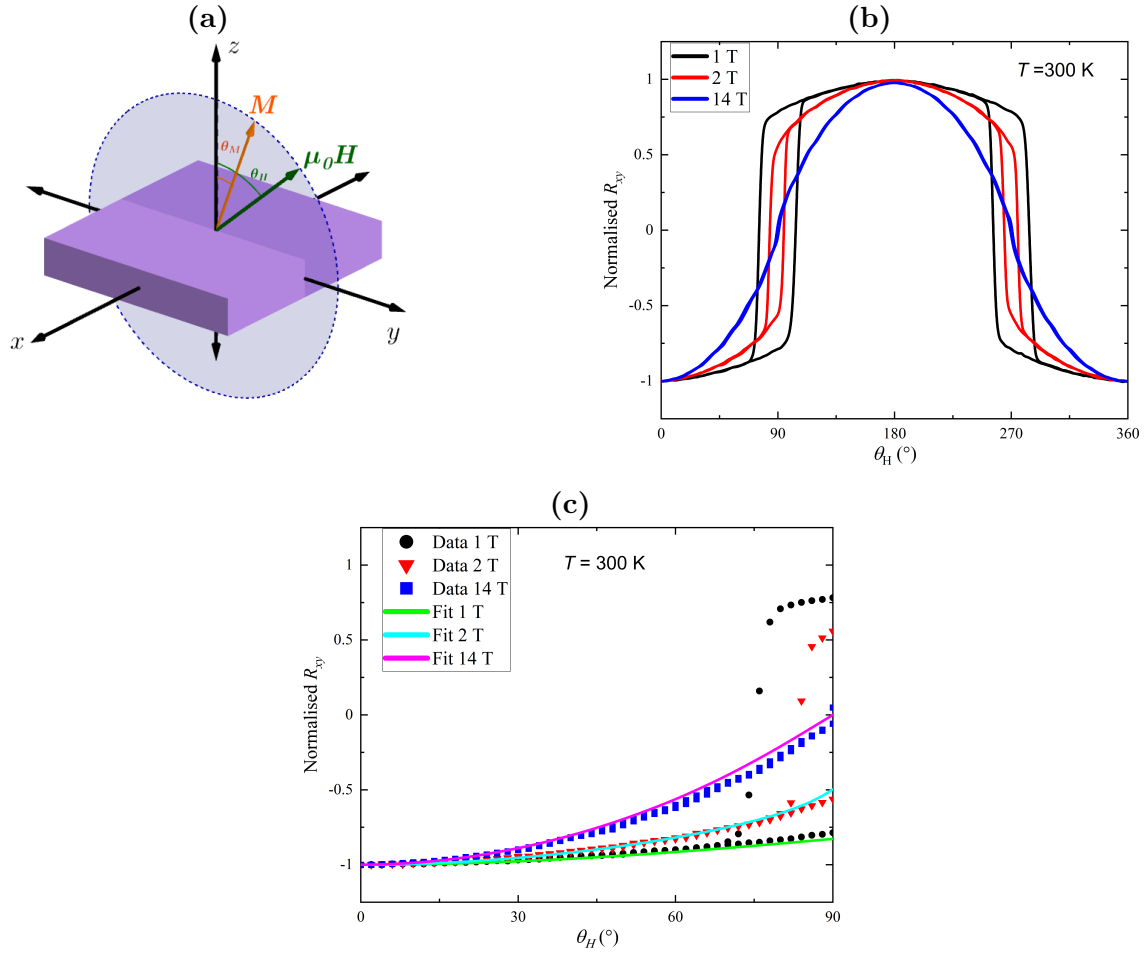 (a)
z
M
θM
μ0H
θH
x
y
(b)
1 T
2 T
14 T
T =300 K
Normalised Rxy
1
0.5
0
-0.5
-1
0
90
180
270
360
θH (°)
(c)
Data 1 T
Data 2 T
Data 14 T
Fit 1 T
Fit 2 T
Fit 14 T
T = 300 K
Normalised Rxy
1
0.5
0
-0.5
-1
0
30
60
90
θH (°)